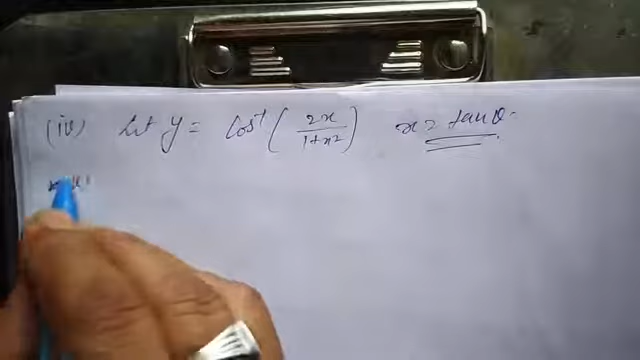 (iv) Let y = Cos⁻¹ ( 2x / 1+x² ) x = tanθ